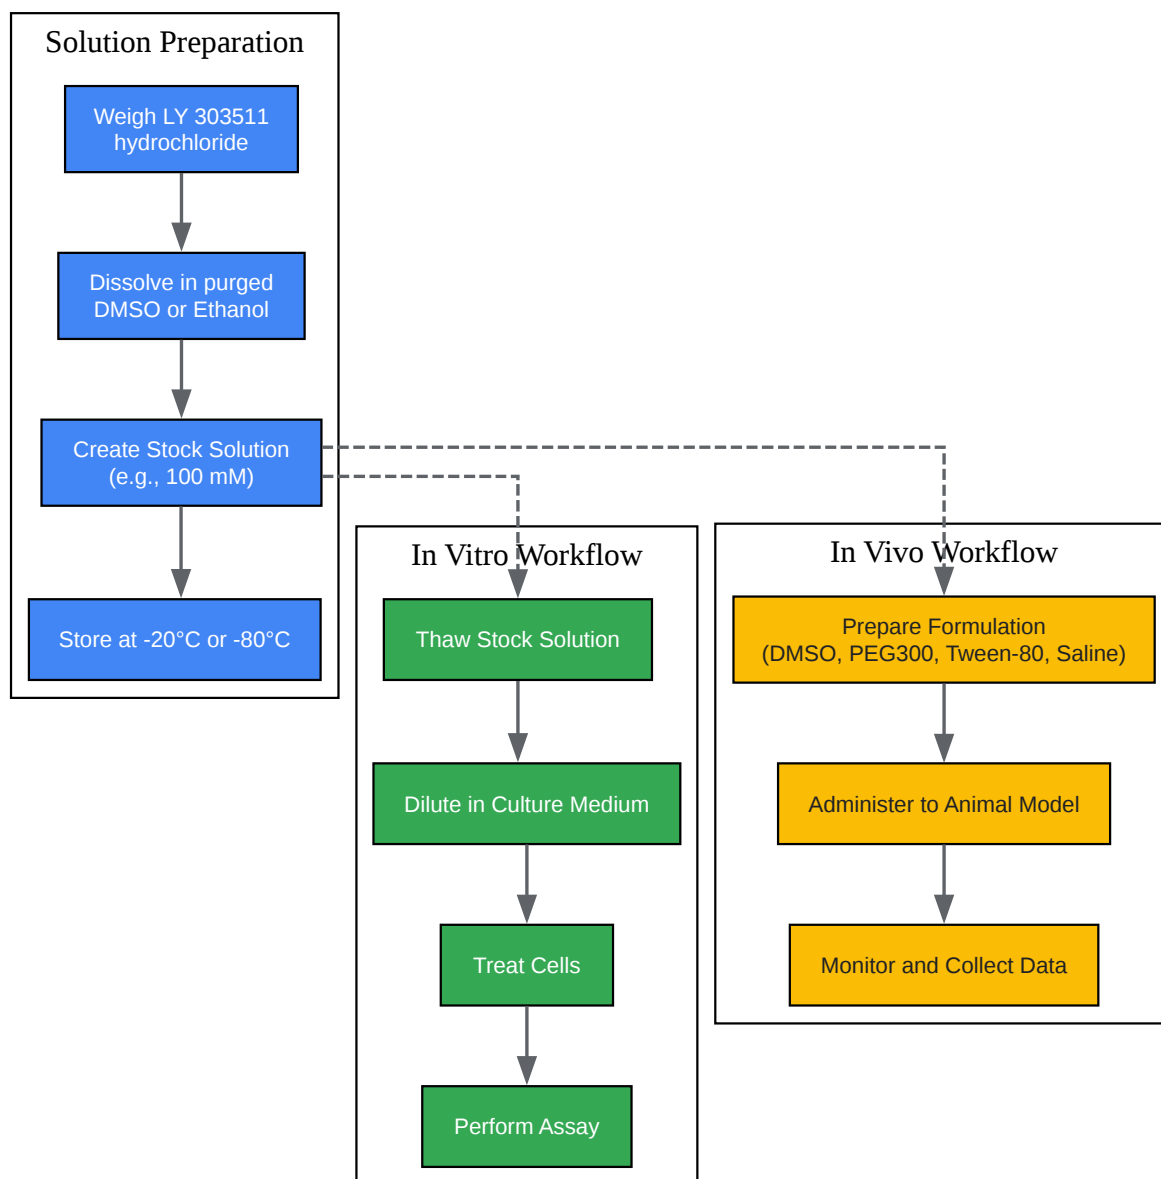 Solution Preparation
Weigh LY 303511
hydrochloride
Dissolve in purged
DMSO or Ethanol
Create Stock Solution
(e.g., 100 mM)
Store at -20°C or -80°C
In Vitro Workflow
Thaw Stock Solution
Dilute in Culture Medium
Treat Cells
Perform Assay
In Vivo Workflow
Prepare Formulation
(DMSO, PEG300, Tween-80, Saline)
Administer to Animal Model
Monitor and Collect Data